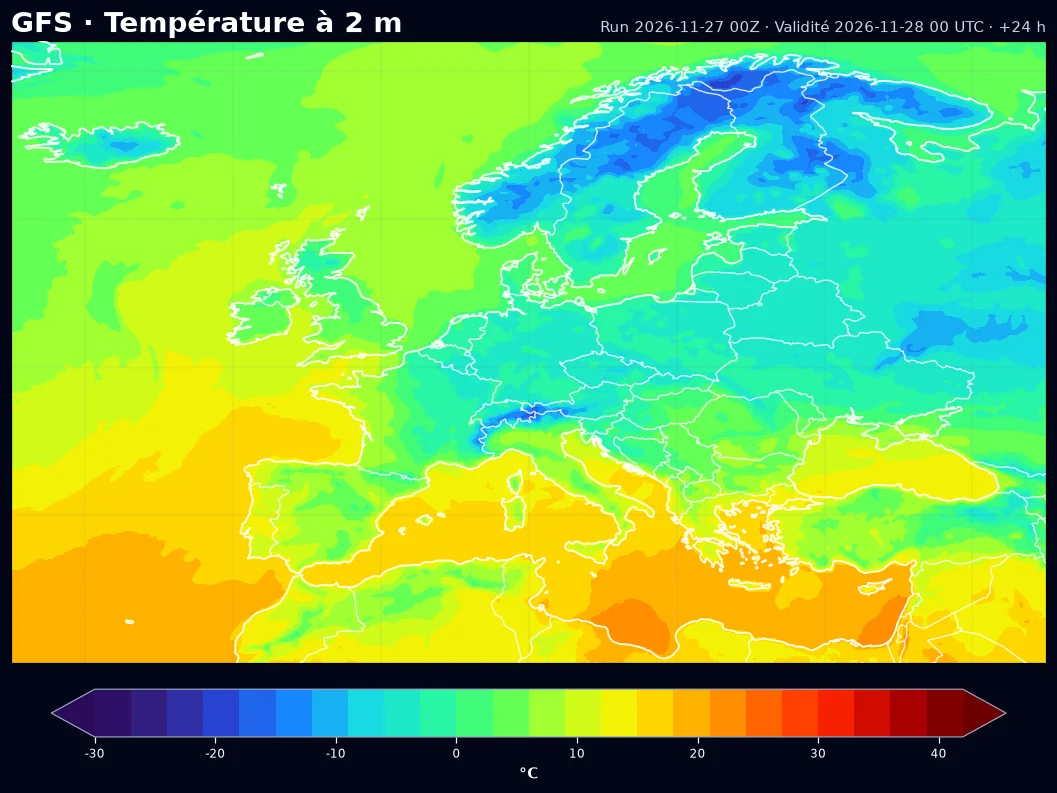 GFS · Température à 2 m
Run 2026-11-27 00Z · Validité 2026-11-28 00 UTC · +24 h
-30 -20 -10 0 10 20 30 40
°C